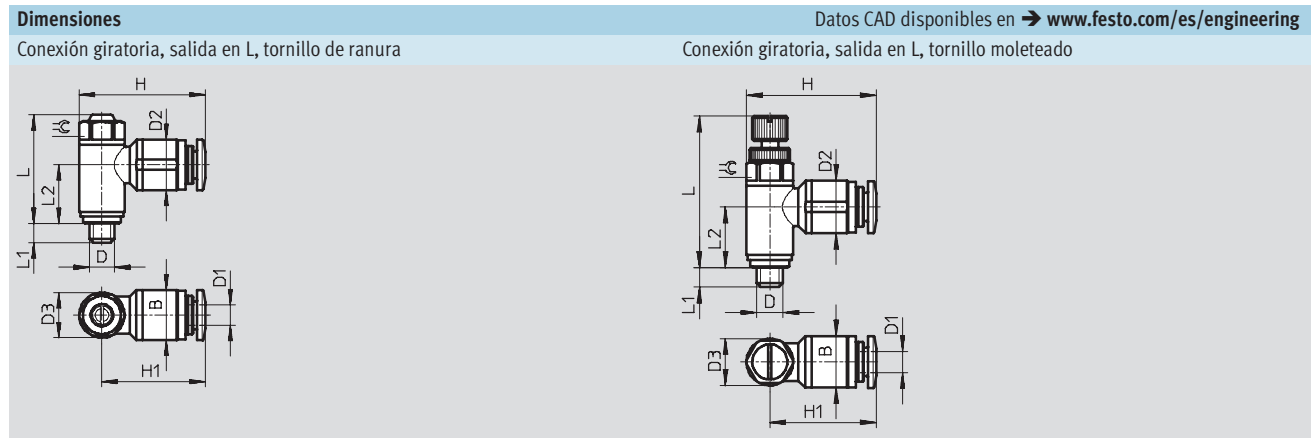 Dimensiones
Datos CAD disponibles en ➔ www.festo.com/es/engineering
Conexión giratoria, salida en L, tornillo de ranura
Conexión giratoria, salida en L, tornillo moleteado
H
D2
L
L2
L1
D
D3
B
D1
H1
H
D2
L
L2
L1
D
D3
B
D1
H1